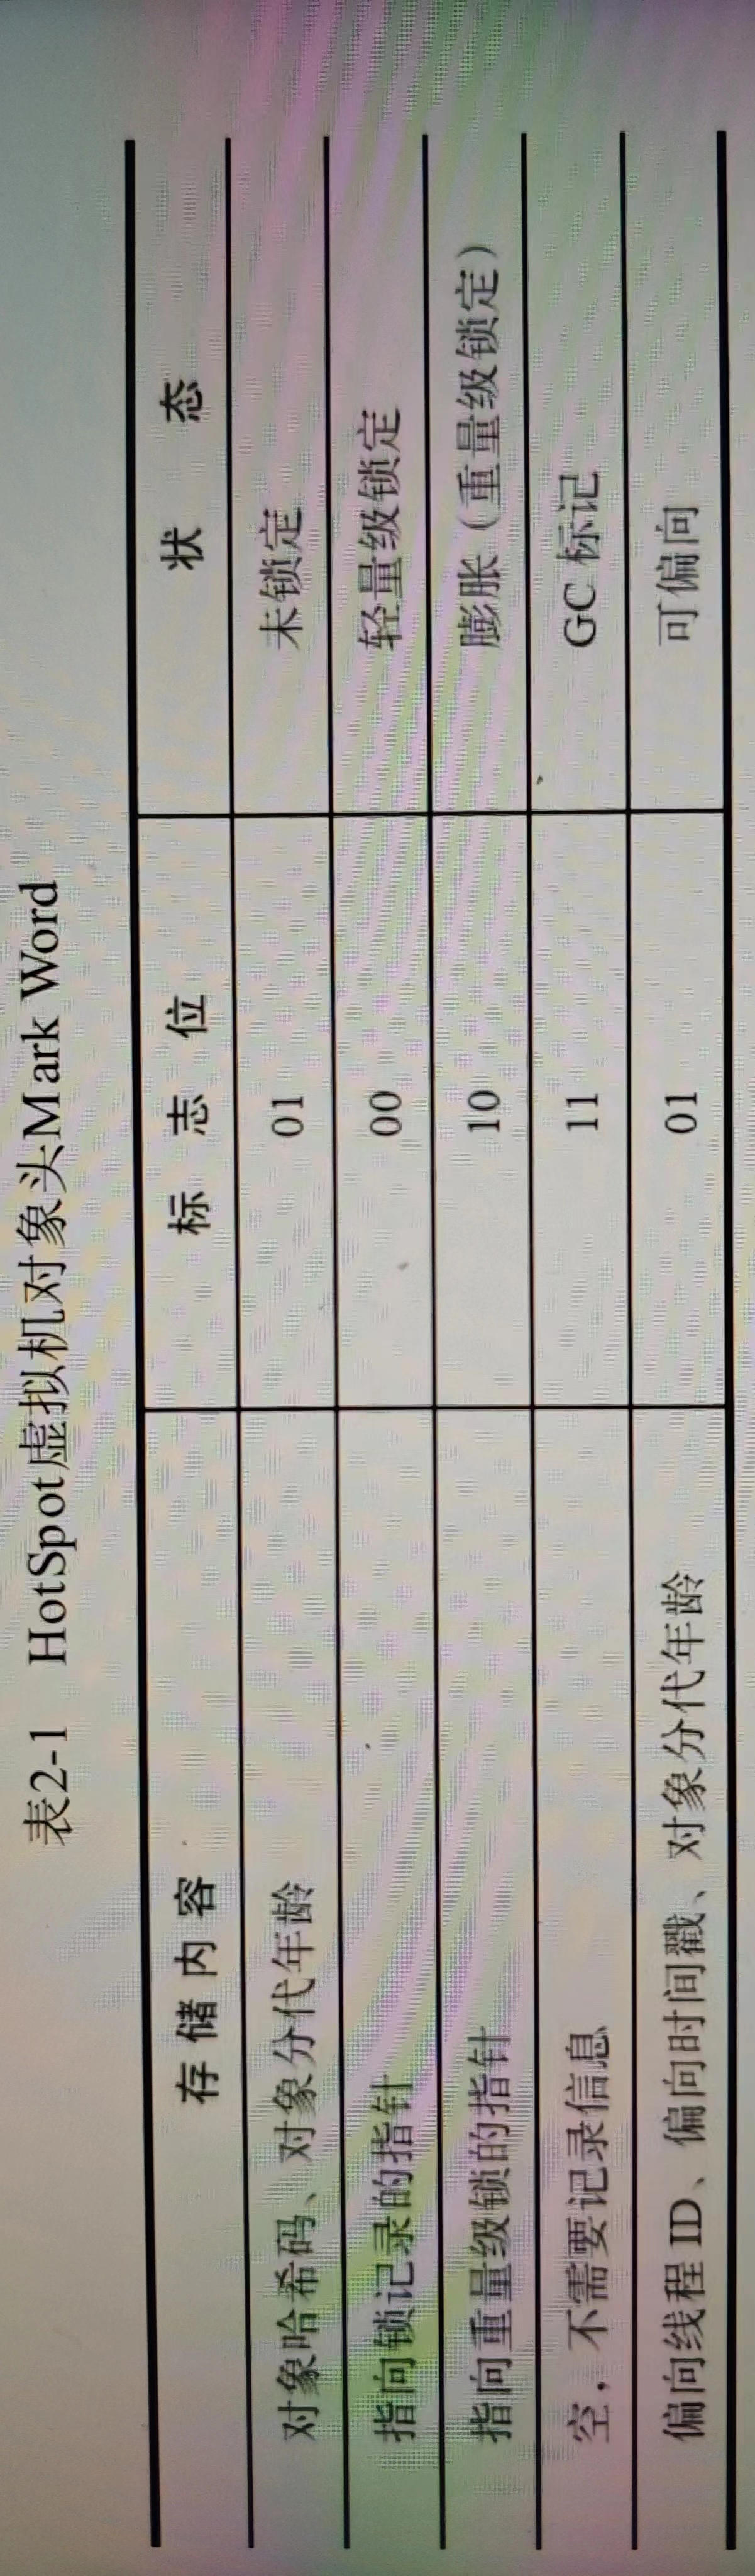 表2-1 HotSpot虚拟机对象头Mark Word
存储内容 标志位 状态
对象哈希码、对象分代年龄 01 未锁定
指向锁记录的指针 00 轻量级锁定
指向重量级锁的指针 10 膨胀（重量级锁定）
空，不需要记录信息 11 GC标记
偏向线程ID、偏向时间戳、对象分代年龄 01 可偏向